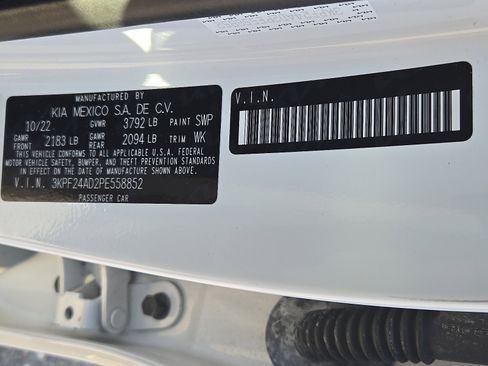 MANUFACTURED BY
KIA MEXICO S.A. DE C.V.
10/22 GVWR 3792 LB PAINT SWP
GAWR FRONT 2183 LB GAWR REAR 2094 LB TRIM WK
THIS VEHICLE CONFORMS TO ALL APPLICABLE U.S.A. FEDERAL
MOTOR VEHICLE SAFETY, BUMPER, AND THEFT PREVENTION STANDARDS
IN EFFECT ON THE DATE OF MANUFACTURE SHOWN ABOVE.
V.I.N. 3KPF24AD2PE558852
PASSENGER CAR
V.I.N.